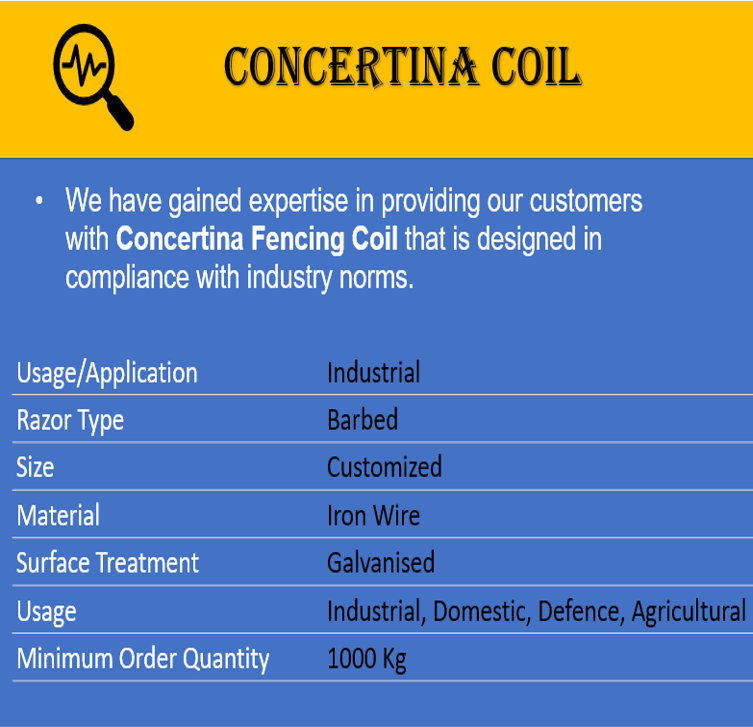 CONCERTINA COIL
• We have gained expertise in providing our customers
with Concertina Fencing Coil that is designed in
compliance with industry norms.
Usage/Application Industrial
Razor Type Barbed
Size Customized
Material Iron Wire
Surface Treatment Galvanised
Usage Industrial, Domestic, Defence, Agricultural
Minimum Order Quantity 1000 Kg